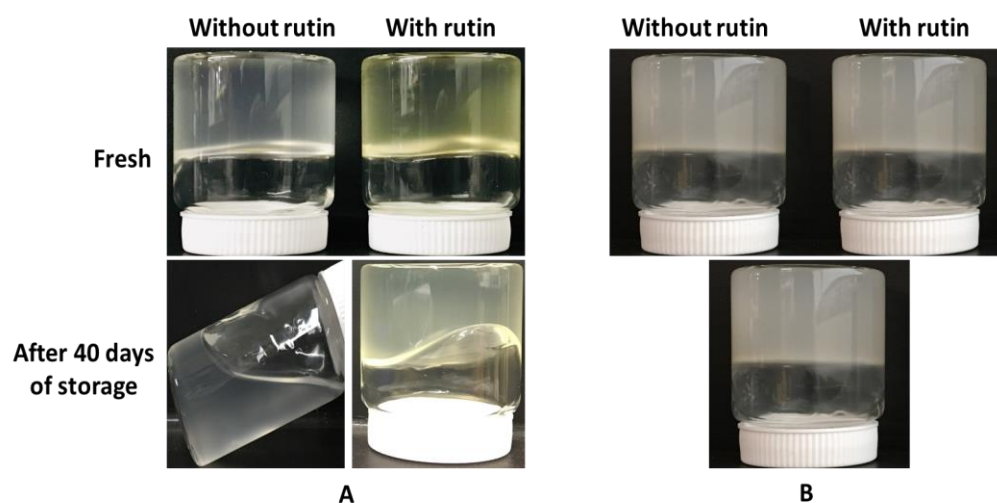 Without rutin With rutin Without rutin With rutin
Fresh
After 40 days
of storage
A B